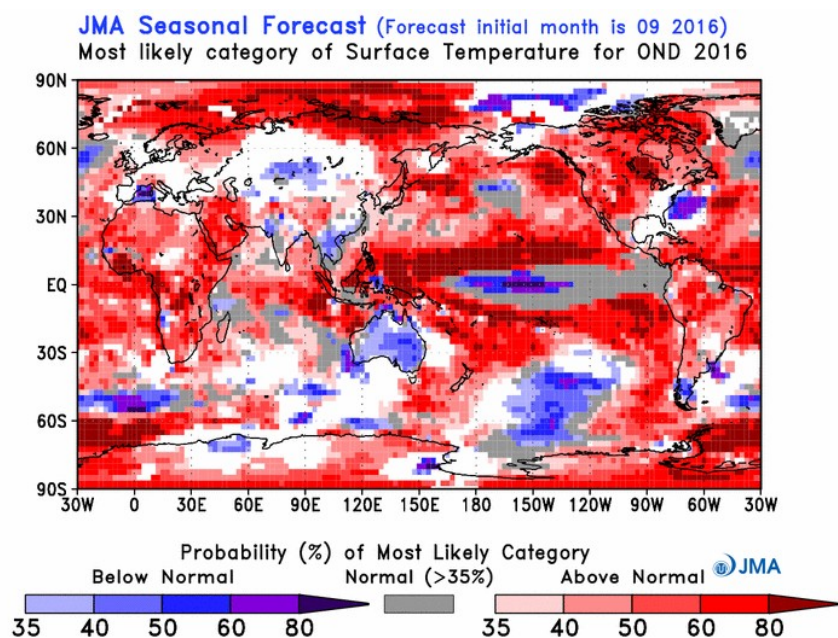 JMA Seasonal Forecast (Forecast initial month is 09 2016)
Most likely category of Surface Temperature for OND 2016
90N
60N
30N
EQ
30S
60S
90S
30W 0 30E 60E 90E 120E 150E 180 150W 120W 90W 60W 30W
Probability (%) of Most Likely Category
JMA
Below Normal Normal (>35%) Above Normal
35 40 50 60 80 35 40 50 60 80